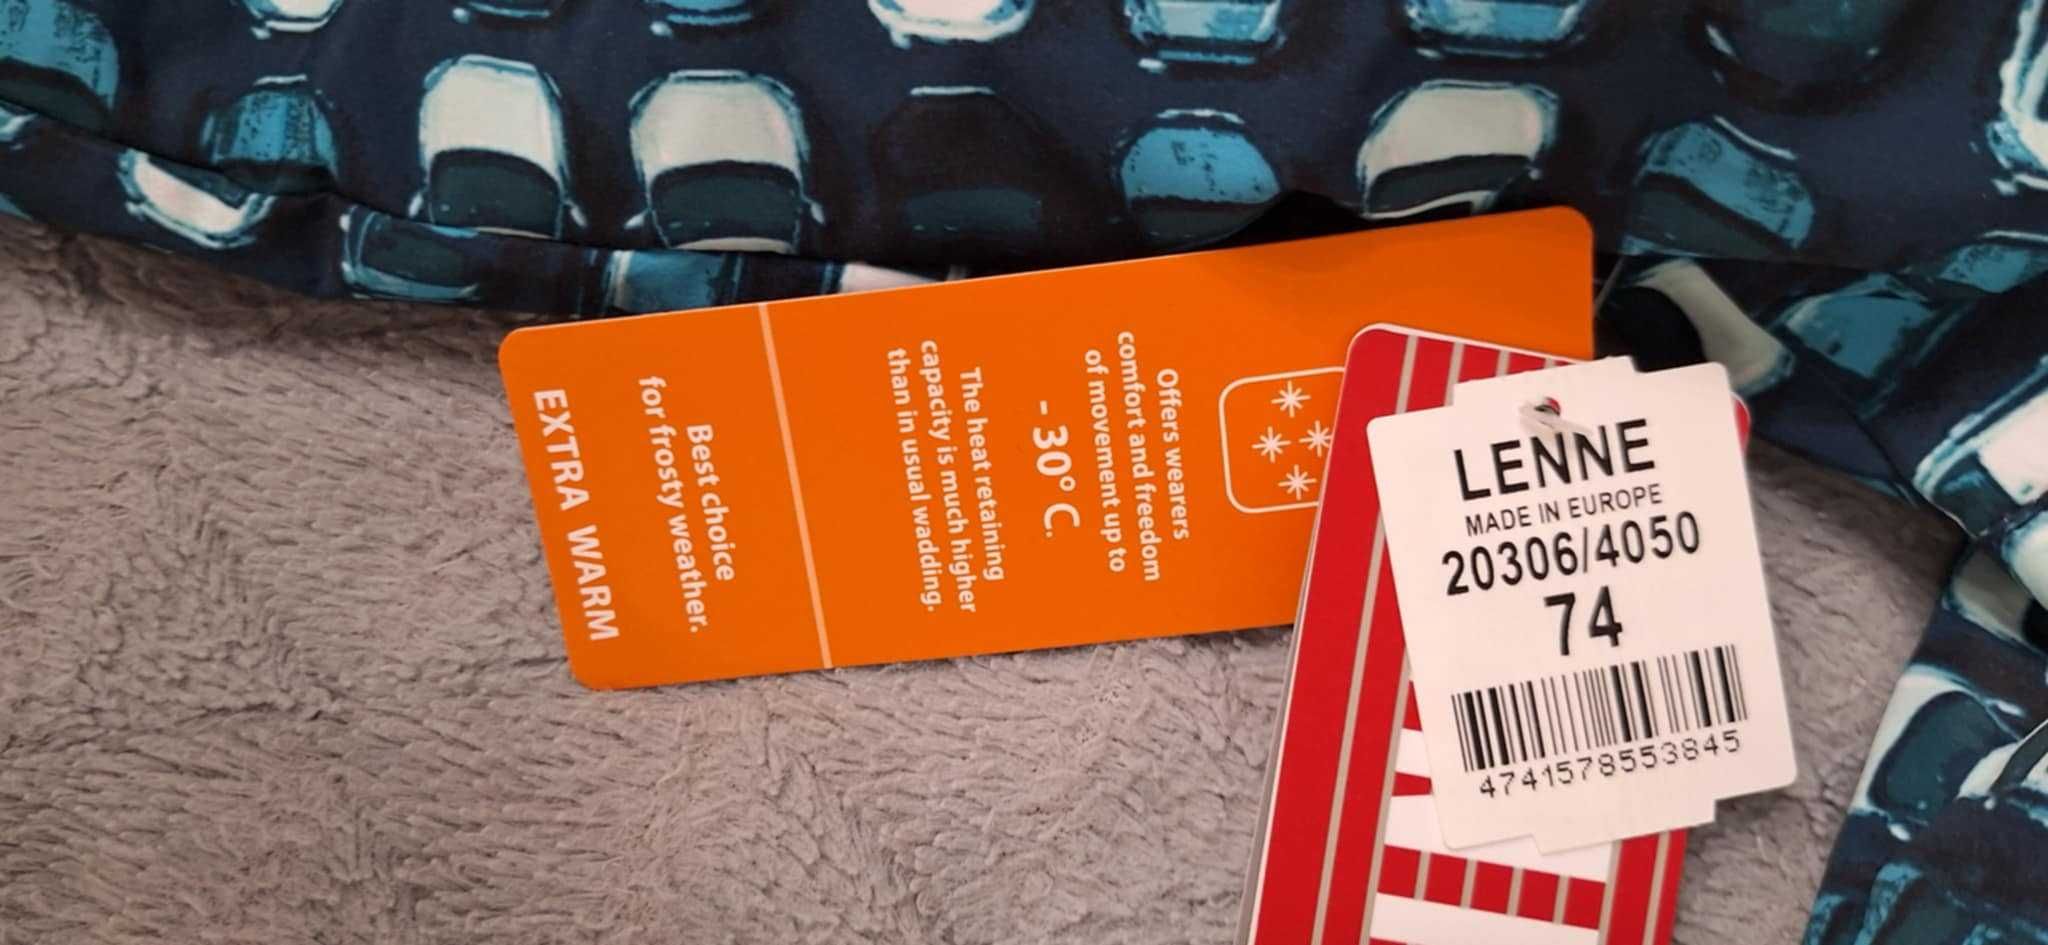 Offers wearers
comfort and freedom
of movement up to
- 30° C.
The heat retaining
capacity is much higher
than in usual wadding.
Best choice
for frosty weather.
EXTRA WARM
LENNE
MADE IN EUROPE
20306/4050
74
4741578553845